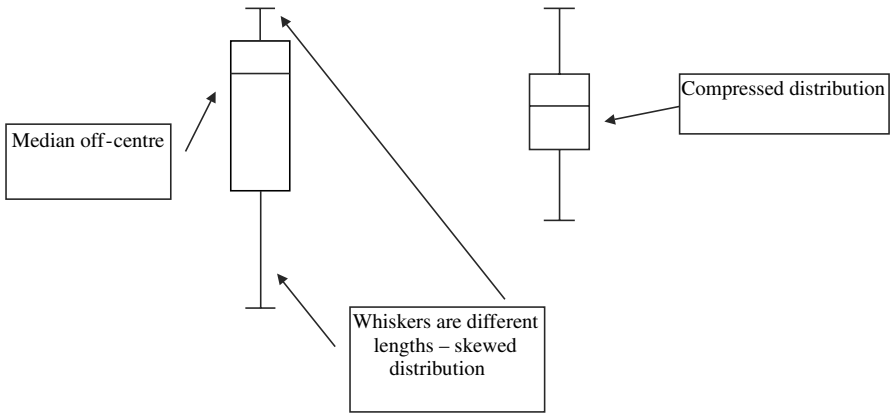 Compressed distribution
Median off-centre
Whiskers are different
lengths – skewed
distribution